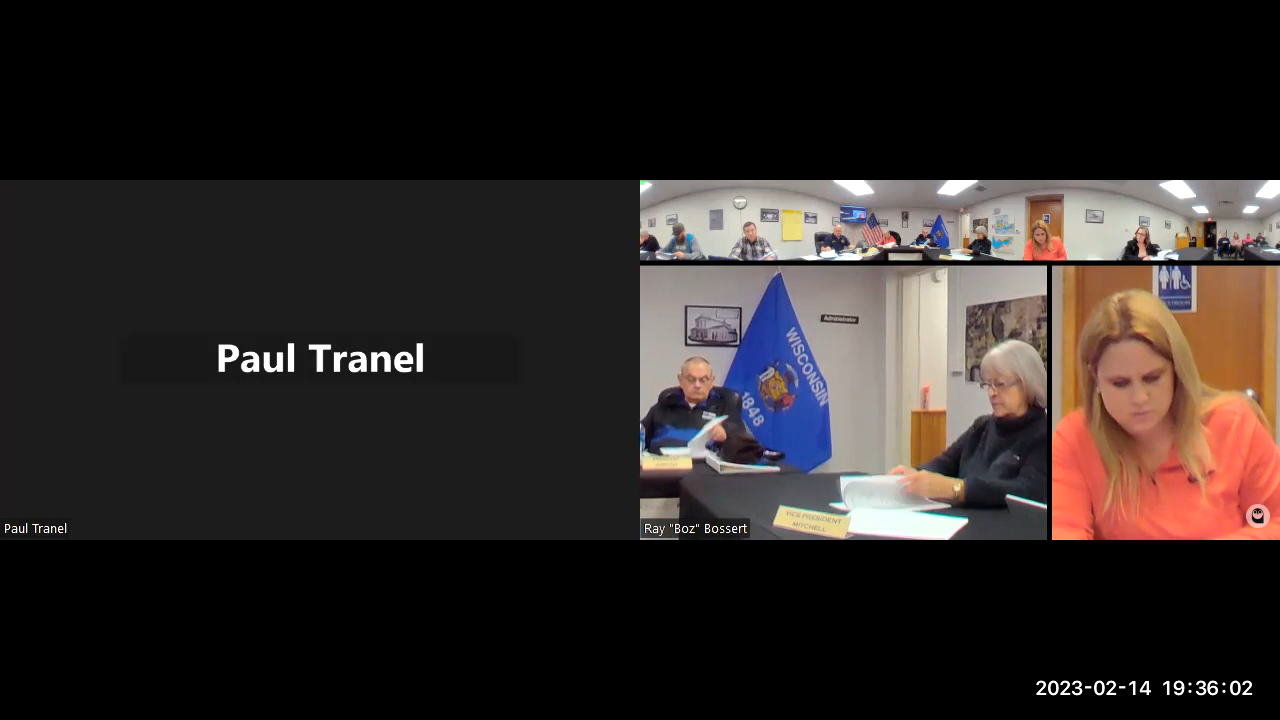 Paul Tranel
Paul Tranel
Administrator
WISCONSIN
1848
VICE PRESIDENT
MITCHELL
Ray "Boz" Bossert
2023-02-14 19:36:02